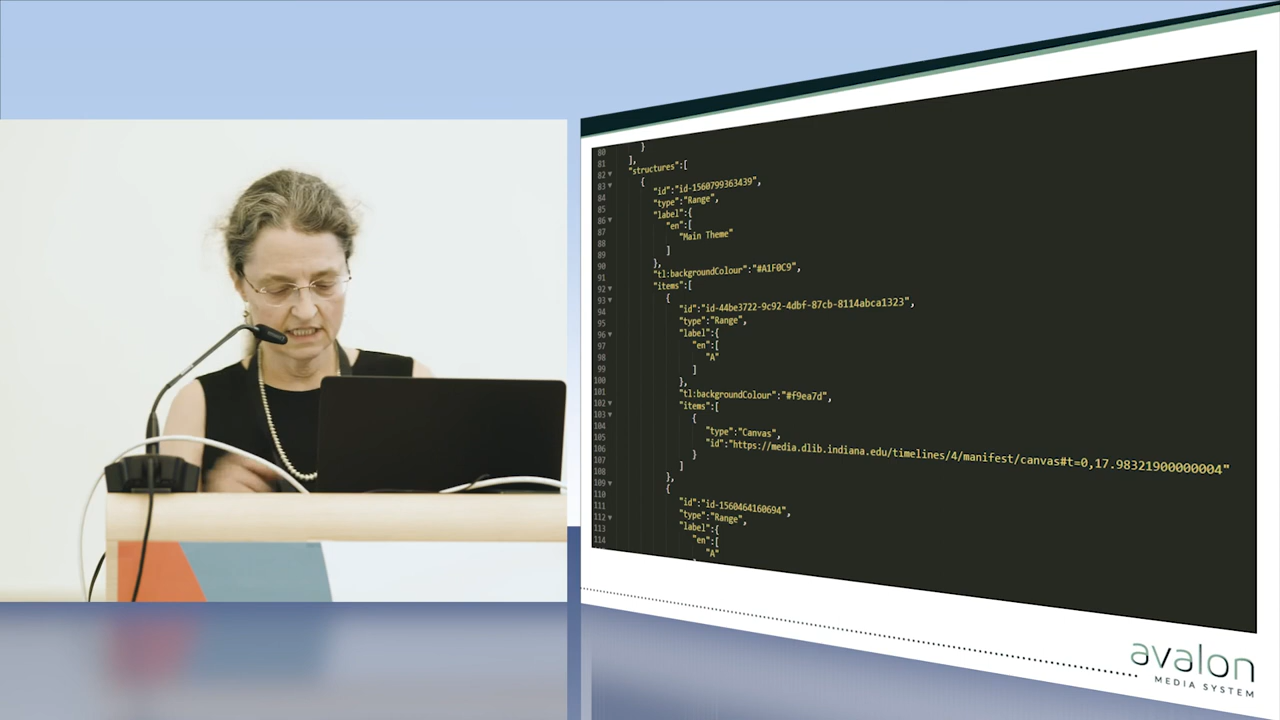 80 }
81 ],
82 "structures":[
83 {
84 "id":"id-1560799363439",
85 "type":"Range",
86 "label":{
87 "en":[
88 "Main Theme"
89 ]
90 },
91 "tl:backgroundColour":"#A1F0C9",
92 "items":[
93 {
94 "id":"id-44be3722-9c92-4dbf-87cb-8114abca1323",
95 "type":"Range",
96 "label":{
97 "en":[
98 "A"
99 ]
100 },
101 "tl:backgroundColour":"#f9ea7d",
102 "items":[
103 {
104 "type":"Canvas",
105 "id":"https://media.dlib.indiana.edu/timelines/4/manifest/canvas#t=0,17.98321900000004"
106 }
107 ]
108 },
109 {
110 "id":"id-1560464160694",
111 "type":"Range",
112 "label":{
113 "en":[
114 "A"
avalon
MEDIA SYSTEM